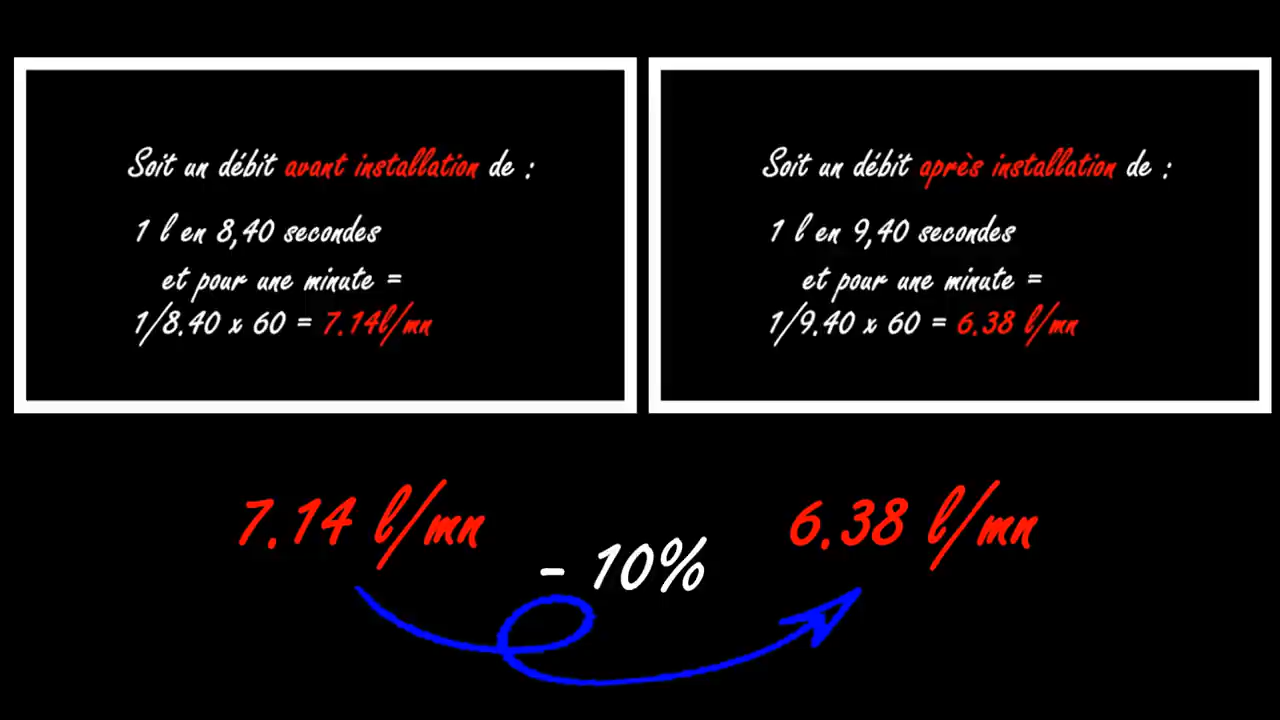 Soit un débit avant installation de :
1 l en 8,40 secondes
et pour une minute =
1/8.40 x 60 = 7.14l/mn
Soit un débit après installation de :
1 l en 9,40 secondes
et pour une minute =
1/9.40 x 60 = 6.38 l/mn
7.14 l/mn
- 10%
6.38 l/mn